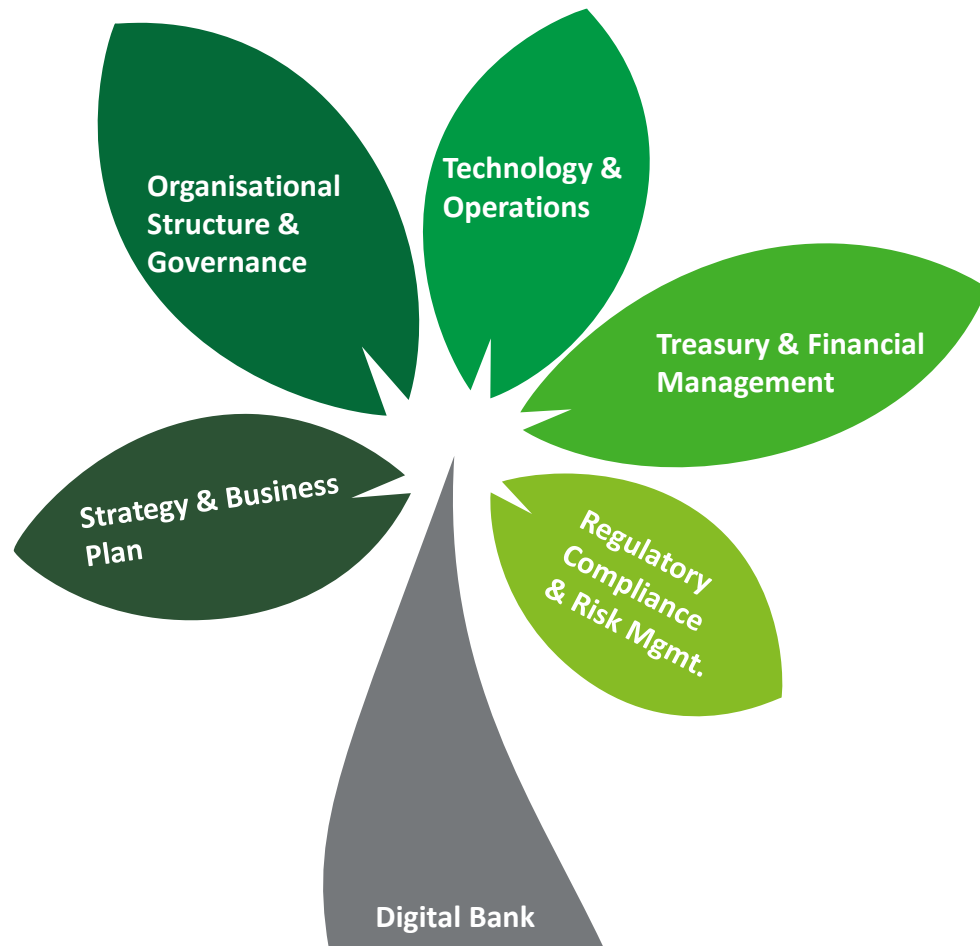 Organisational
Structure &
Governance
Technology &
Operations
Treasury & Financial
Management
Strategy & Business
Plan
Regulatory
Compliance
& Risk Mgmt.
Digital Bank